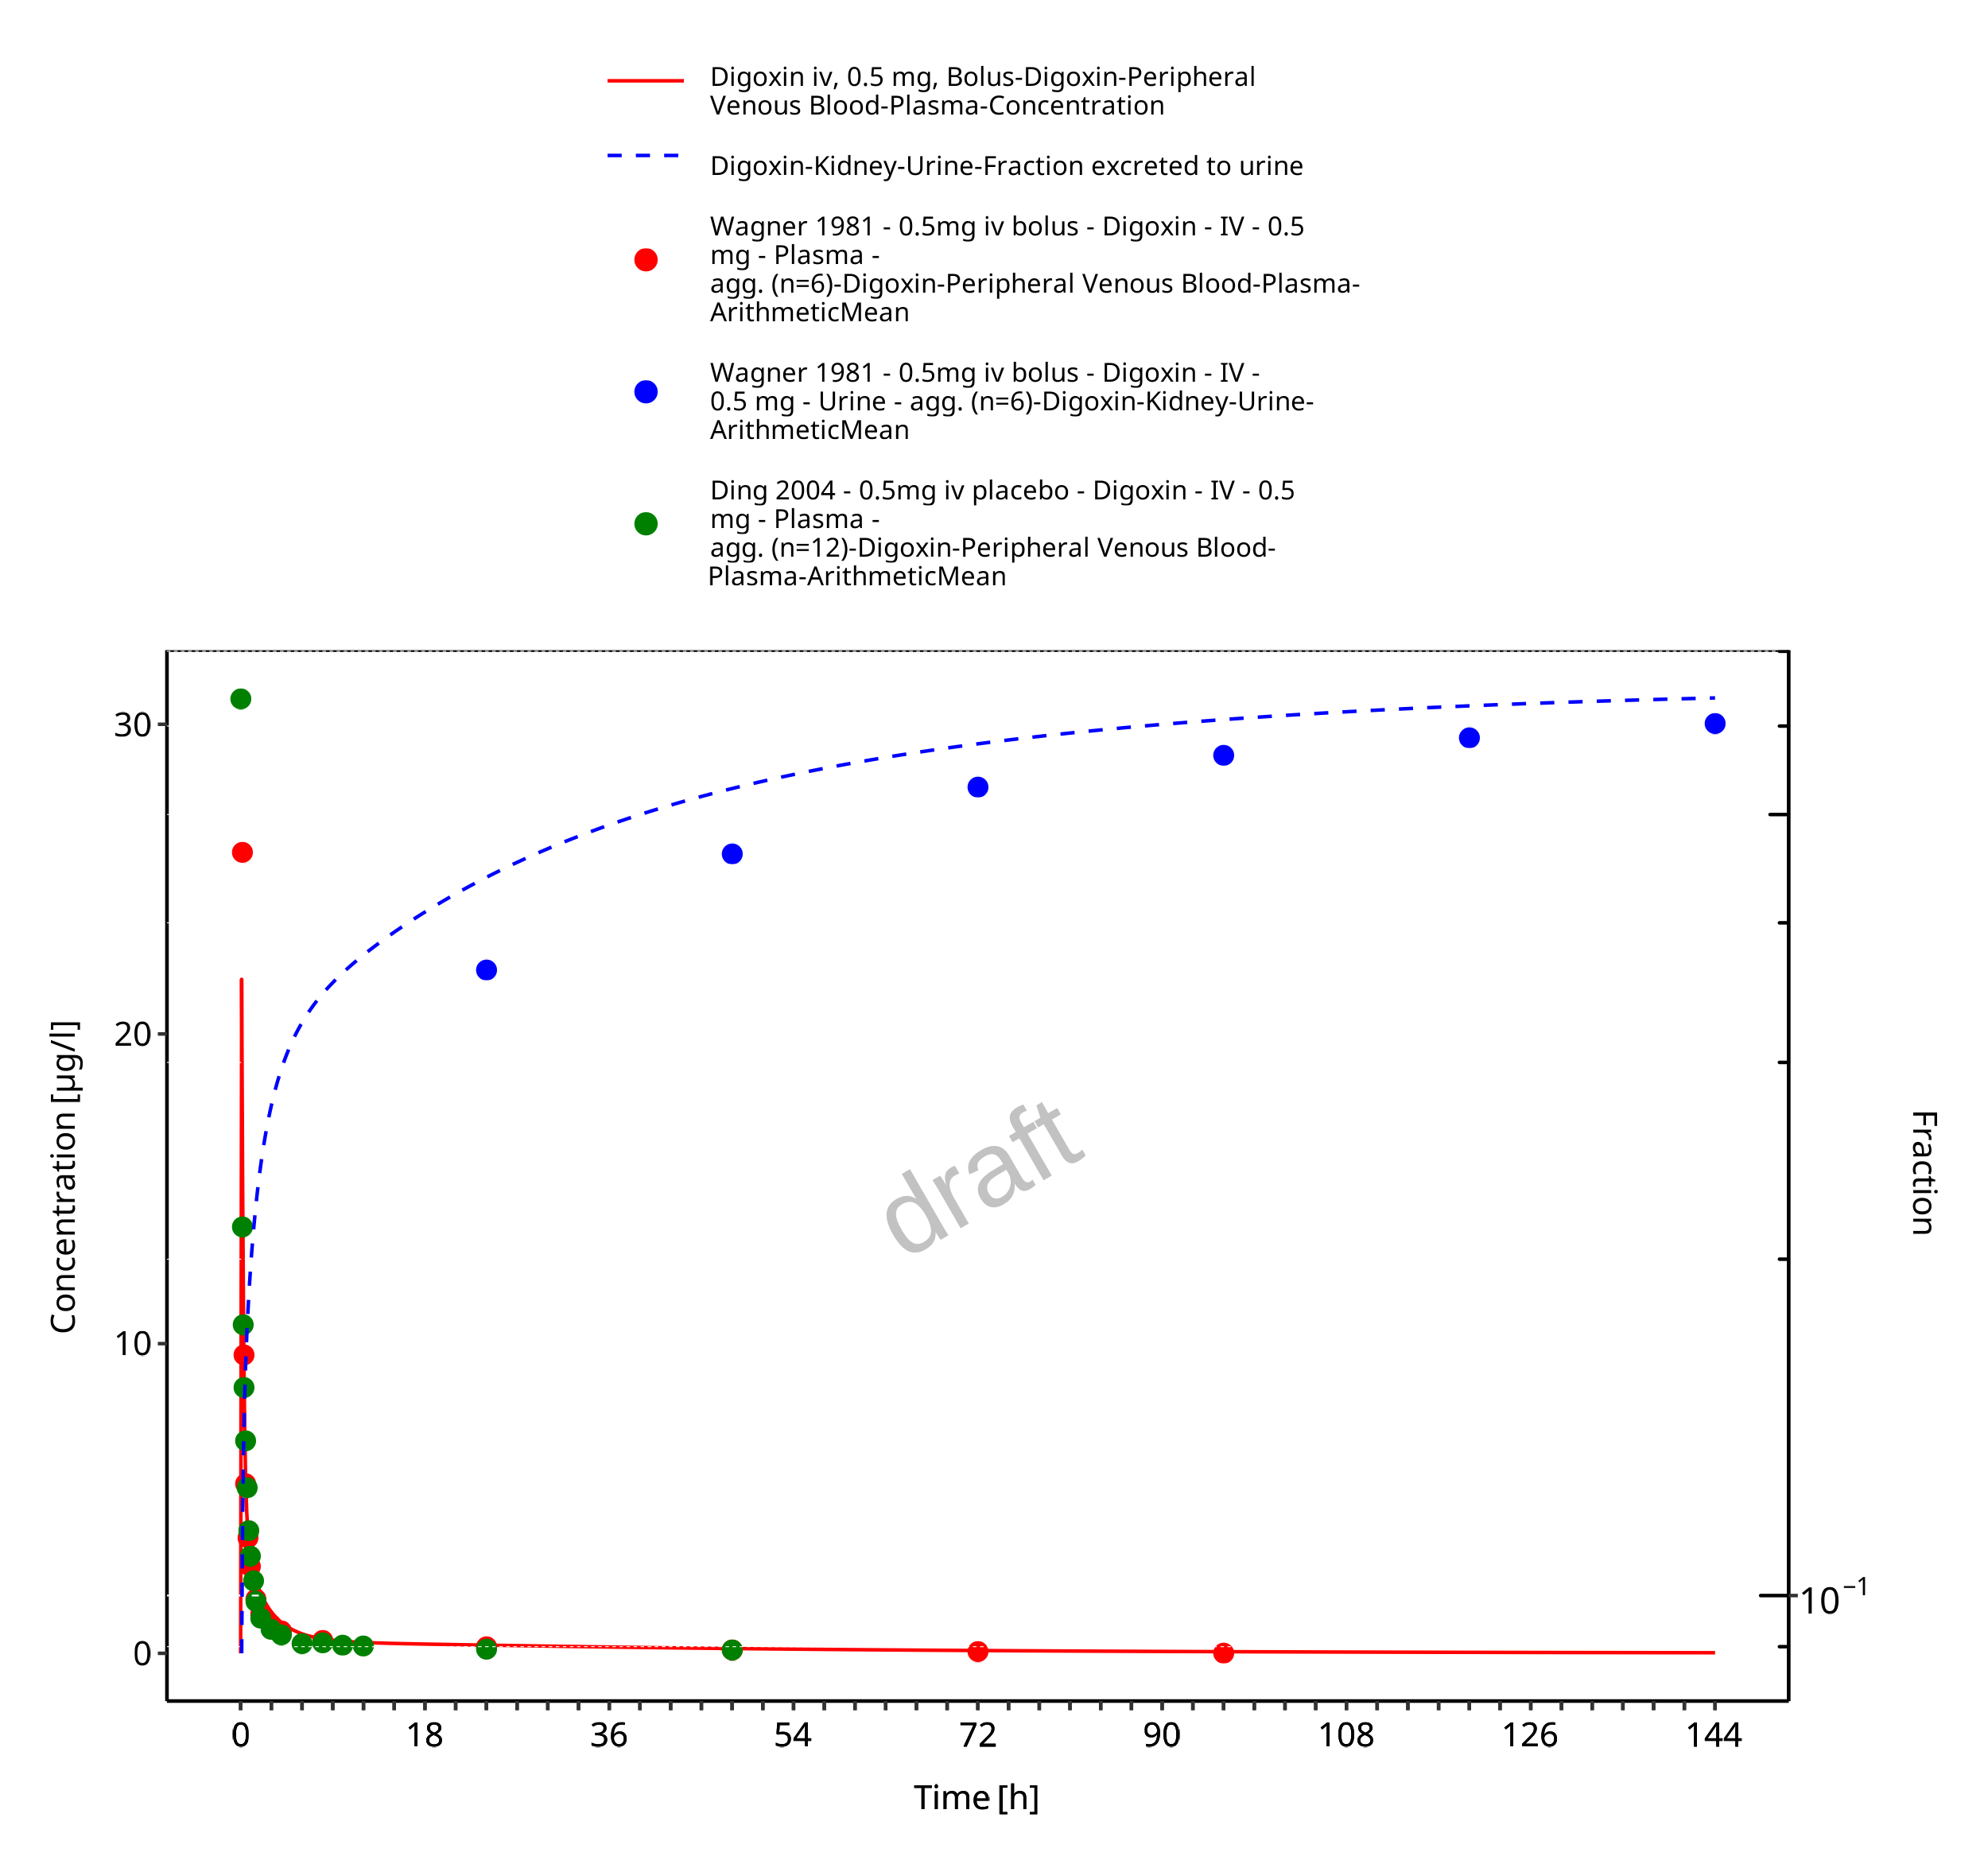 Digoxin iv, 0.5 mg, Bolus-Digoxin-Peripheral
Venous Blood-Plasma-Concentration
Digoxin-Kidney-Urine-Fraction excreted to urine
Wagner 1981 - 0.5mg iv bolus - Digoxin - IV - 0.5
mg - Plasma -
agg. (n=6)-Digoxin-Peripheral Venous Blood-Plasma-
ArithmeticMean
Wagner 1981 - 0.5mg iv bolus - Digoxin - IV -
0.5 mg - Urine - agg. (n=6)-Digoxin-Kidney-Urine-
ArithmeticMean
Ding 2004 - 0.5mg iv placebo - Digoxin - IV - 0.5
mg - Plasma -
agg. (n=12)-Digoxin-Peripheral Venous Blood-
Plasma-ArithmeticMean
30
20
10
0
Concentration [µg/l]
draft
Fraction
10⁻¹
0 18 36 54 72 90 108 126 144
Time [h]